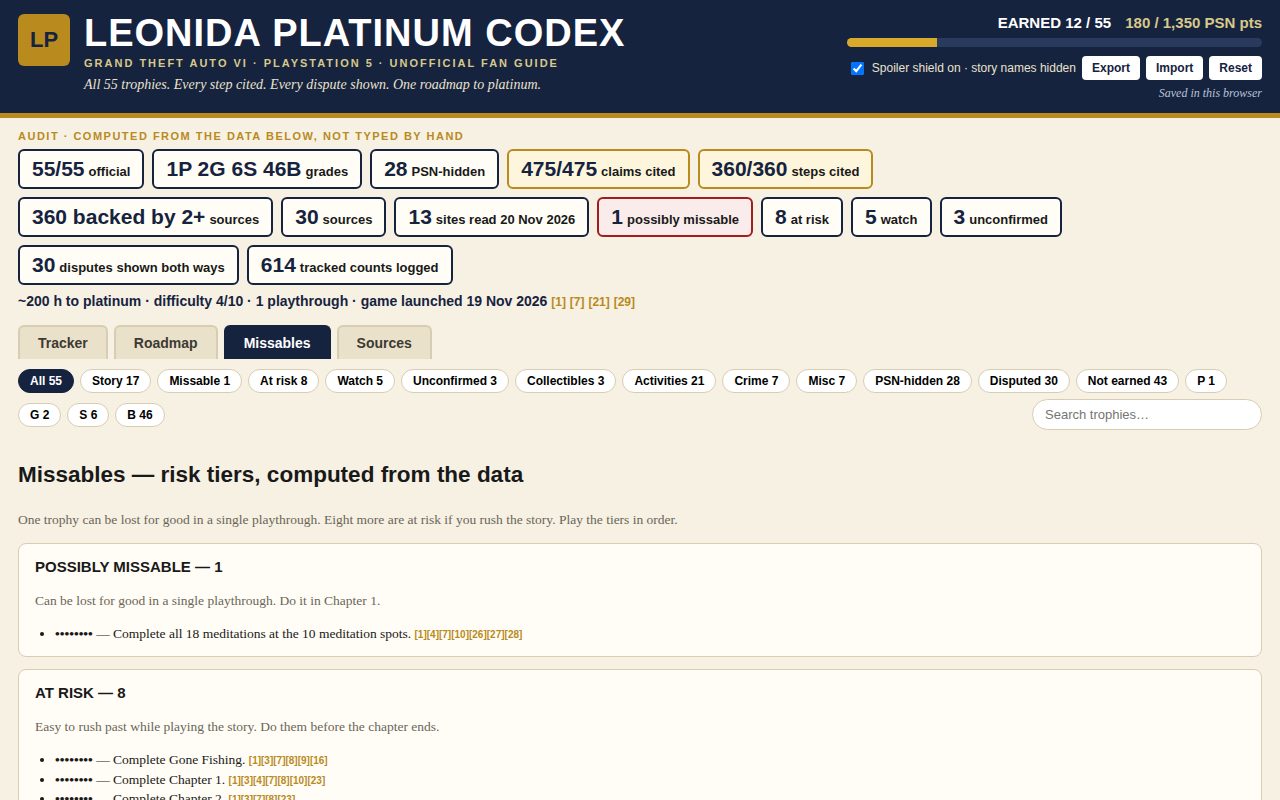 LP
LEONIDA PLATINUM CODEX
GRAND THEFT AUTO VI · PLAYSTATION 5 · UNOFFICIAL FAN GUIDE
All 55 trophies. Every step cited. Every dispute shown. One roadmap to platinum.
EARNED 12 / 55 180 / 1,350 PSN pts
Spoiler shield on · story names hidden Export Import Reset
Saved in this browser
AUDIT · COMPUTED FROM THE DATA BELOW, NOT TYPED BY HAND
55/55 official 1P 2G 6S 46B grades 28 PSN-hidden 475/475 claims cited 360/360 steps cited
360 backed by 2+ sources 30 sources 13 sites read 20 Nov 2026 1 possibly missable 8 at risk 5 watch 3 unconfirmed
30 disputes shown both ways 614 tracked counts logged
~200 h to platinum · difficulty 4/10 · 1 playthrough · game launched 19 Nov 2026 [1] [7] [21] [29]
Tracker Roadmap Missables Sources
All 55 Story 17 Missable 1 At risk 8 Watch 5 Unconfirmed 3 Collectibles 3 Activities 21 Crime 7 Misc 7 PSN-hidden 28 Disputed 30 Not earned 43 P 1
G 2 S 6 B 46 Search trophies…
Missables — risk tiers, computed from the data
One trophy can be lost for good in a single playthrough. Eight more are at risk if you rush the story. Play the tiers in order.
POSSIBLY MISSABLE — 1
Can be lost for good in a single playthrough. Do it in Chapter 1.
• •••••••• — Complete all 18 meditations at the 10 meditation spots. [1][4][7][10][26][27][28]
AT RISK — 8
Easy to rush past while playing the story. Do them before the chapter ends.
• •••••••• — Complete Gone Fishing. [1][3][7][8][9][16]
• •••••••• — Complete Chapter 1. [1][3][4][7][8][10][23]
• •••••••• — Complete Chapter 2. [1][3][7][8][23]